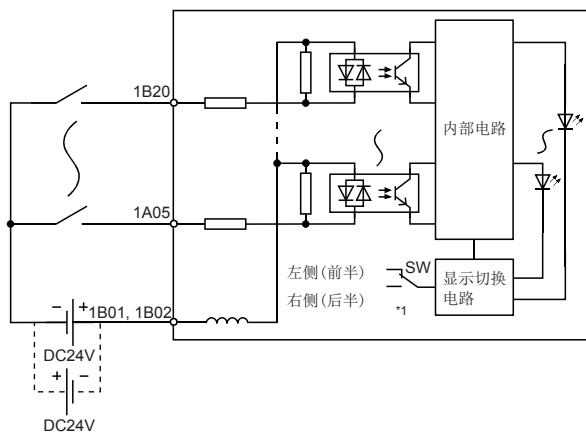 1B20
内部电路
1A05
左侧(前半)
SW
显示切换
电路
右侧(后半)
*1
− + 1B01, 1B02
DC24V
+ −
DC24V